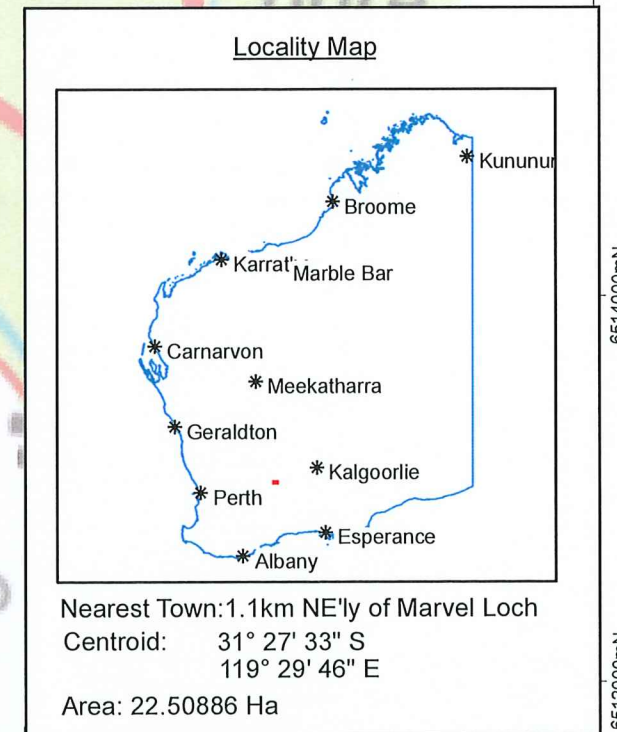 Locality Map
Kununur
Broome
Karrat'
Marble Bar
Carnarvon
Meekatharra
Geraldton
Kalgoorlie
Perth
Esperance
Albany
Nearest Town:1.1km NE'ly of Marvel Loch
Centroid: 31° 27' 33" S
119° 29' 46" E
Area: 22.50886 Ha